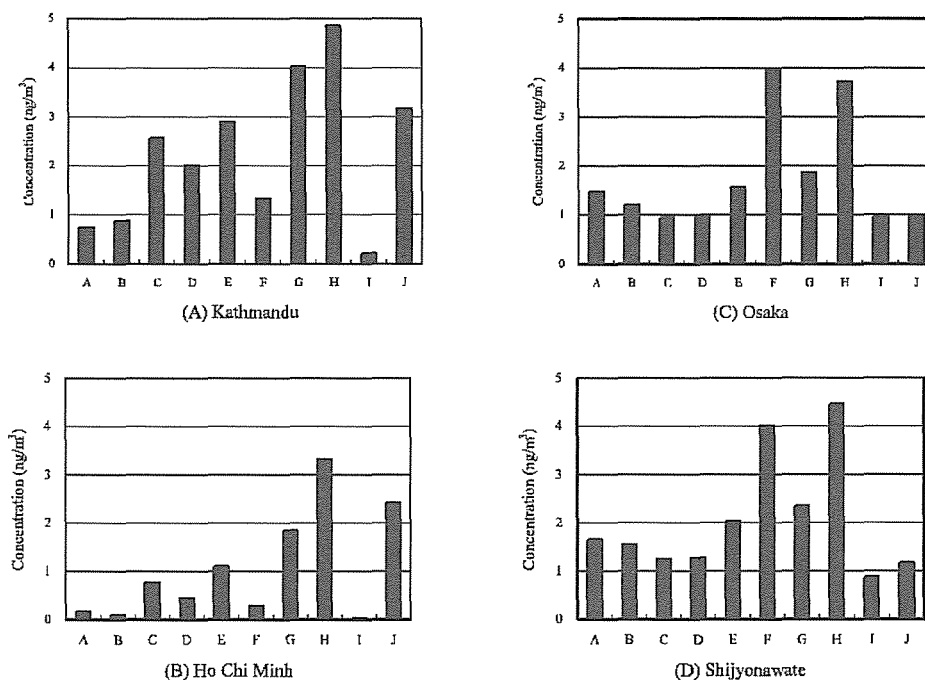 5
4
3
2
1
0
Concentration (ng/m³)
A B C D E F G H I J
(A) Kathmandu
5
4
3
2
1
0
Concentration (ng/m³)
A B C D E F G H I J
(C) Osaka
5
4
3
2
1
0
Concentration (ng/m³)
A B C D E F G H I J
(B) Ho Chi Minh
5
4
3
2
1
0
Concentration (ng/m³)
A B C D E F G H I J
(D) Shijyonawate